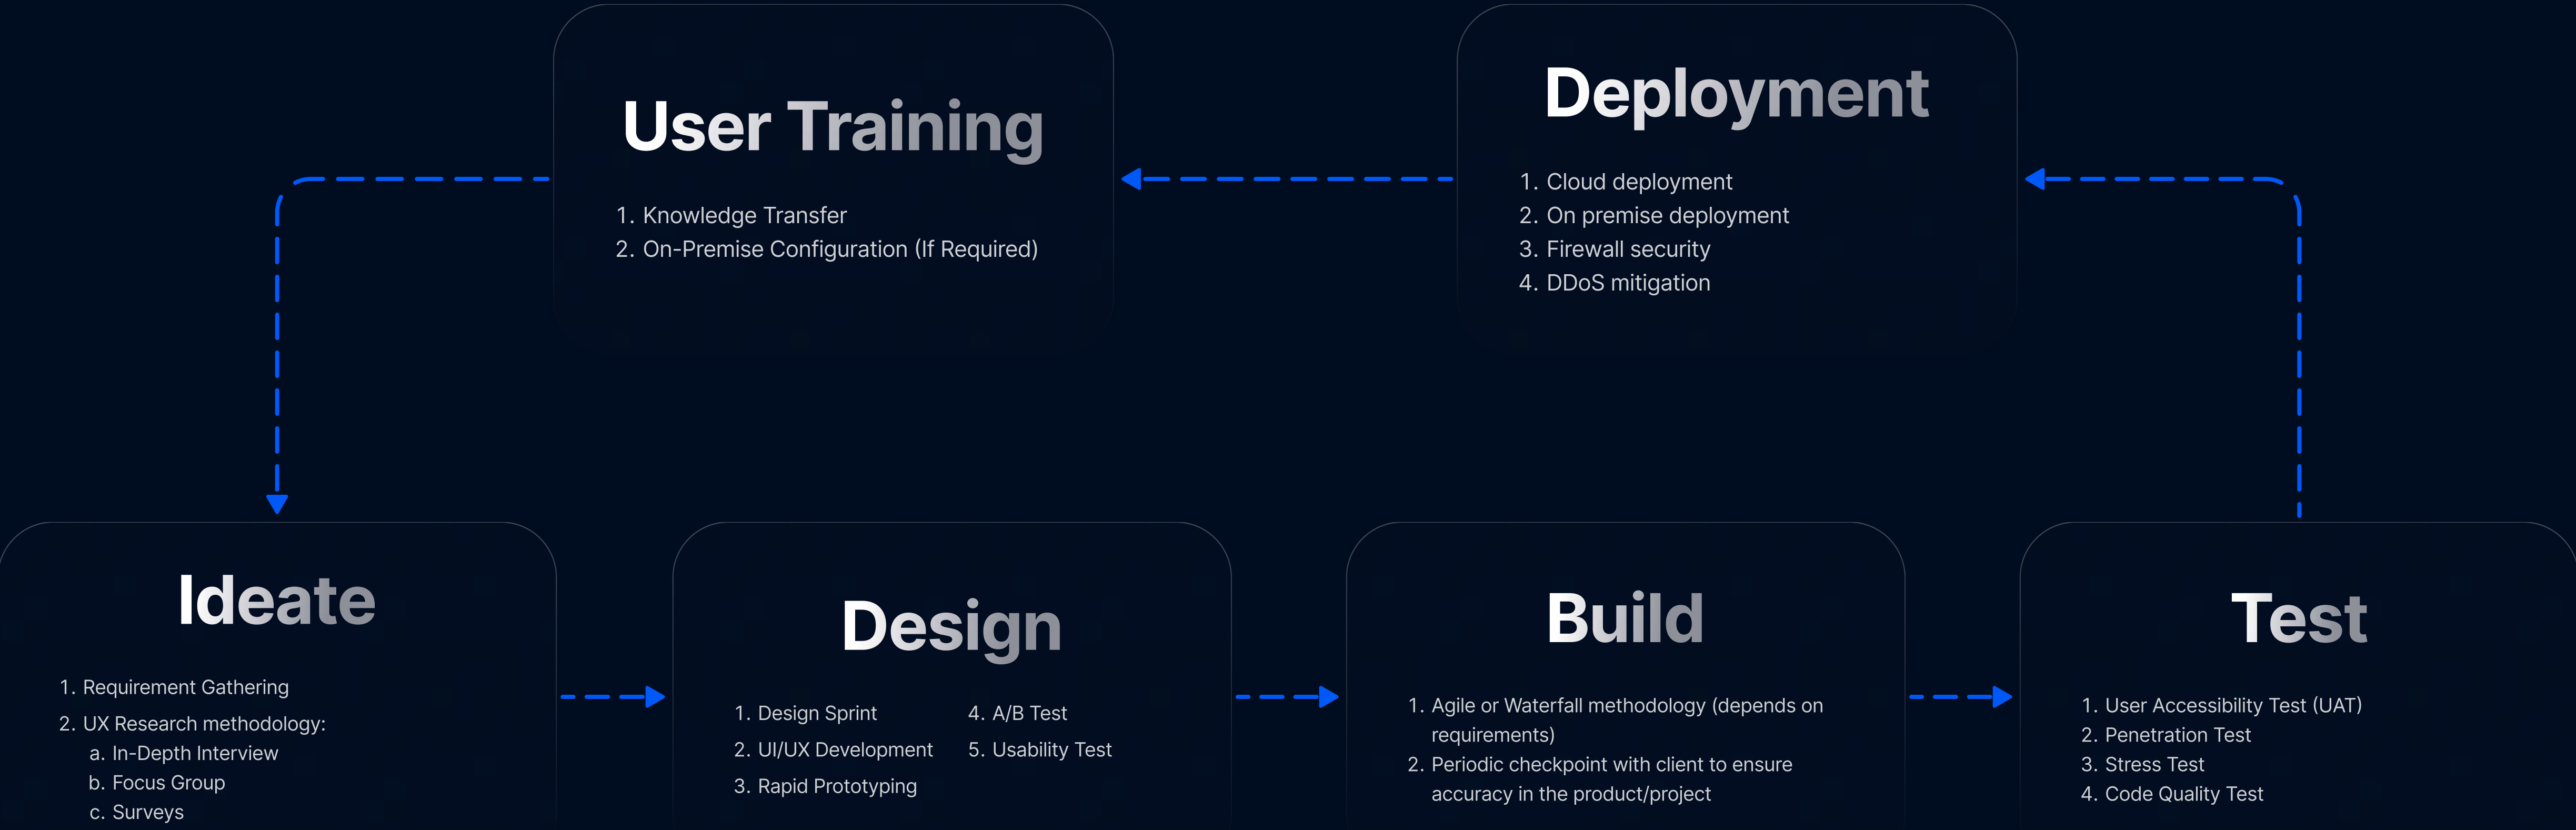 User Training
1. Knowledge Transfer
2. On-Premise Configuration (If Required)
Deployment
1. Cloud deployment
2. On premise deployment
3. Firewall security
4. DDoS mitigation
Ideate
1. Requirement Gathering
2. UX Research methodology:
a. In-Depth Interview
b. Focus Group
c. Surveys
Design
1. Design Sprint
2. UI/UX Development
3. Rapid Prototyping
4. A/B Test
5. Usability Test
Build
1. Agile or Waterfall methodology (depends on
requirements)
2. Periodic checkpoint with client to ensure
accuracy in the product/project
Test
1. User Accessibility Test (UAT)
2. Penetration Test
3. Stress Test
4. Code Quality Test